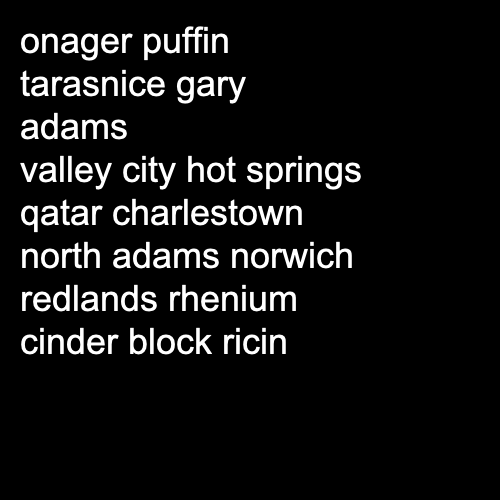 onager puffin
tarasnice gary
adams
valley city hot springs
qatar charlestown
north adams norwich
redlands rhenium
cinder block ricin